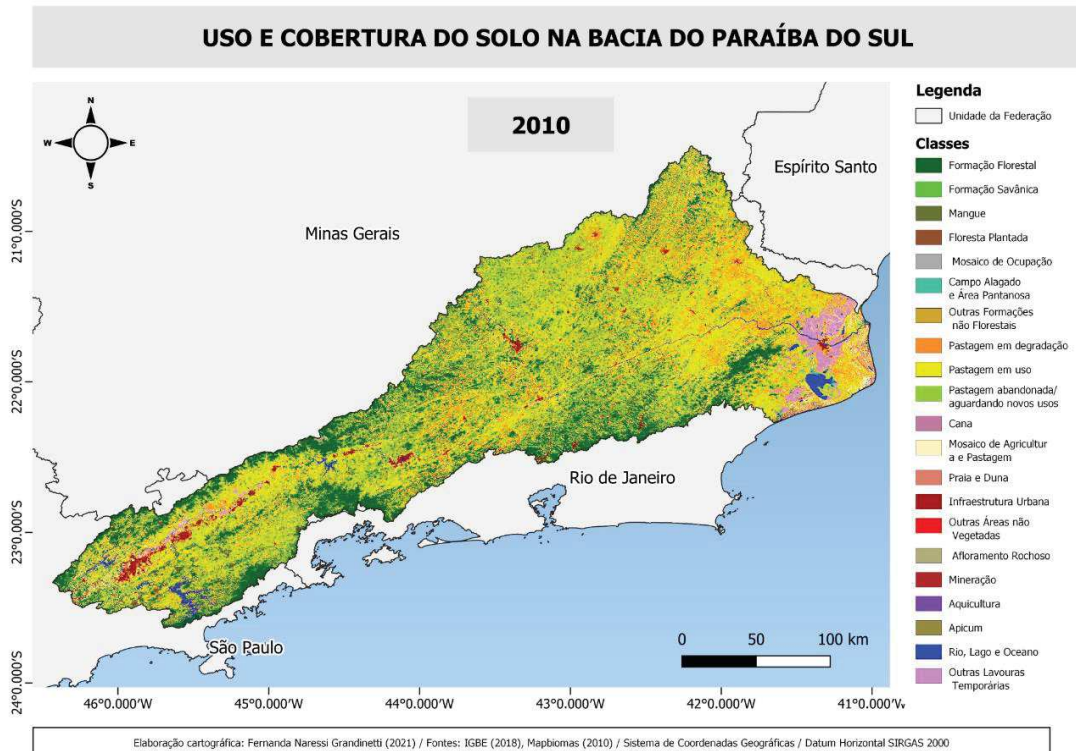 USO E COBERTURA DO SOLO NA BACIA DO PARAÍBA DO SUL
2010
N
W
E
S
Espírito Santo
Minas Gerais
Rio de Janeiro
São Paulo
21°0.000'S
22°0.000'S
23°0.000'S
24°0.000'S
46°0.000'W
45°0.000'W
44°0.000'W
43°0.000'W
42°0.000'W
41°0.000'W
0
50
100 km
Legenda
Unidade da Federação
Classes
Formação Florestal
Formação Savânica
Mangue
Floresta Plantada
Mosaico de Ocupação
Campo Alagado
e Área Pantanosa
Outras Formações
não Florestais
Pastagem em degradação
Pastagem em uso
Pastagem abandonada/
aguardando novos usos
Cana
Mosaico de Agricultur
a e Pastagem
Praia e Duna
Infraestrutura Urbana
Outras Áreas não
Vegetadas
Afloramento Rochoso
Mineração
Aquicultura
Apicum
Rio, Lago e Oceano
Outras Lavouras
Temporárias
Elaboração cartográfica: Fernanda Naressi Grandinetti (2021) / Fontes: IGBE (2018), Mapbiomas (2010) / Sistema de Coordenadas Geográficas / Datum Horizontal SIRGAS 2000